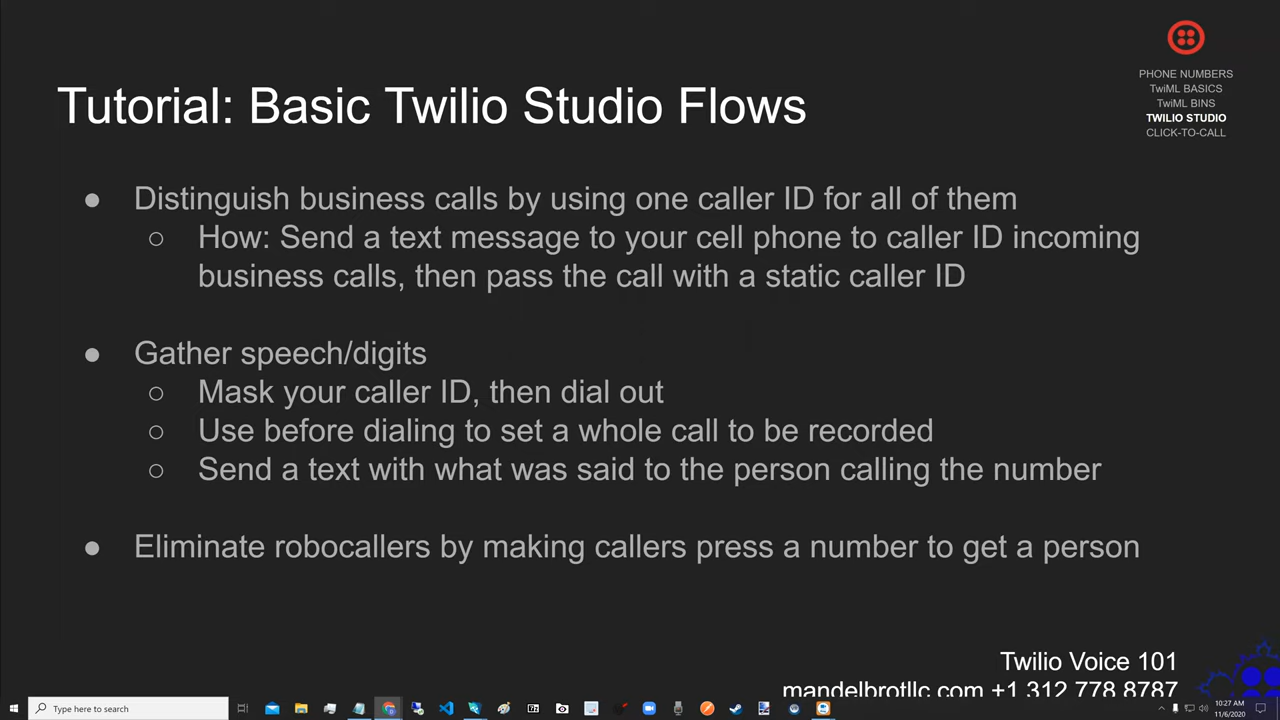 PHONE NUMBERS
TwiML BASICS
TwiML BINS
TWILIO STUDIO
CLICK-TO-CALL
Tutorial: Basic Twilio Studio Flows
● Distinguish business calls by using one caller ID for all of them
○ How: Send a text message to your cell phone to caller ID incoming
business calls, then pass the call with a static caller ID
● Gather speech/digits
○ Mask your caller ID, then dial out
○ Use before dialing to set a whole call to be recorded
○ Send a text with what was said to the person calling the number
● Eliminate robocallers by making callers press a number to get a person
Twilio Voice 101
mandelbrotllc.com +1 312 778 8787
Type here to search
10:27 AM
11/6/2020